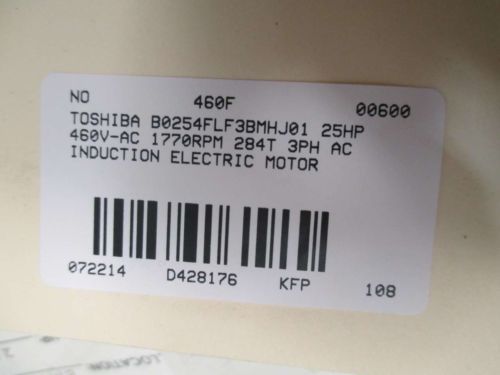 NO 460F 00600
TOSHIBA B0254FLF3BMHJ01 25HP
460V-AC 1770RPM 284T 3PH AC
INDUCTION ELECTRIC MOTOR
072214 D428176 KFP 108
LOCATION